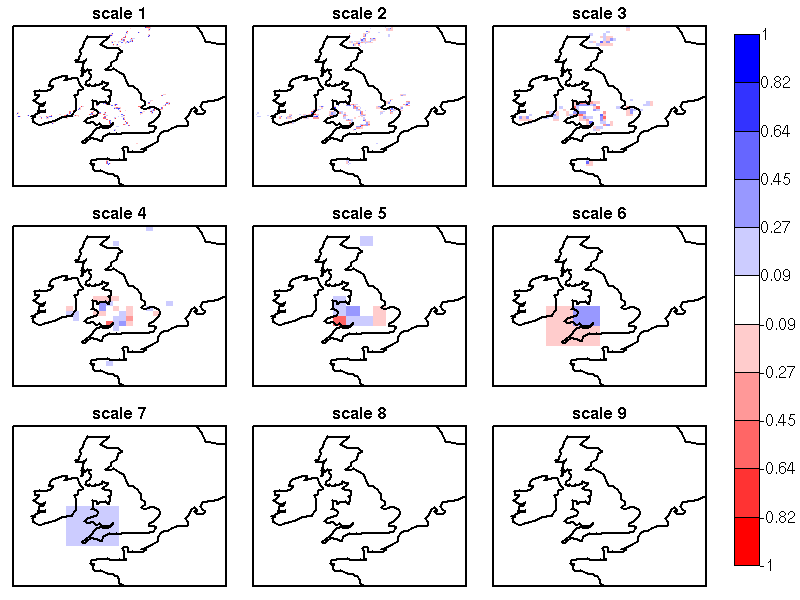 scale 1
scale 2
scale 3
scale 4
scale 5
scale 6
scale 7
scale 8
scale 9
1
0.82
0.64
0.45
0.27
0.09
-0.09
-0.27
-0.45
-0.64
-0.82
-1